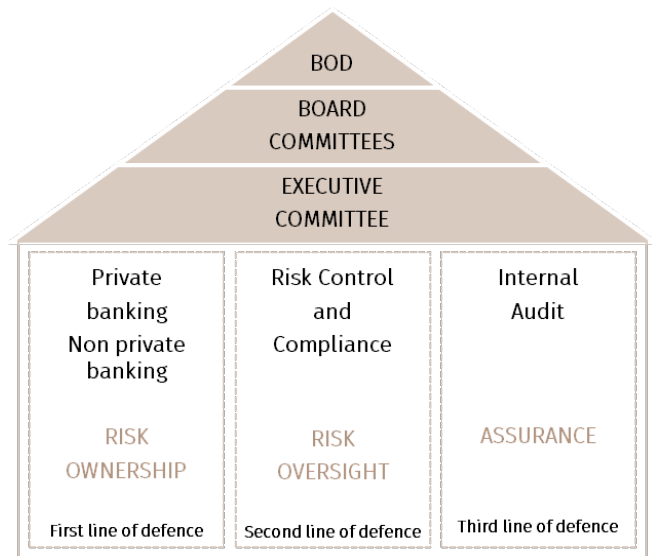 BOD
BOARD
COMMITTEES
EXECUTIVE
COMMITTEE
Private
banking
Non private
banking
RISK
OWNERSHIP
First line of defence
Risk Control
and
Compliance
RISK
OVERSIGHT
Second line of defence
Internal
Audit
ASSURANCE
Third line of defence